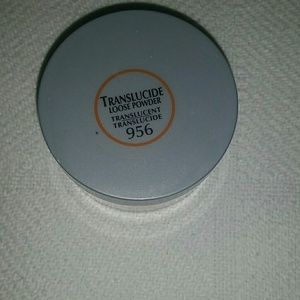 TRANSLUCIDE
LOOSE POWDER
TRANSLUCENT
TRANSLUCIDE
956